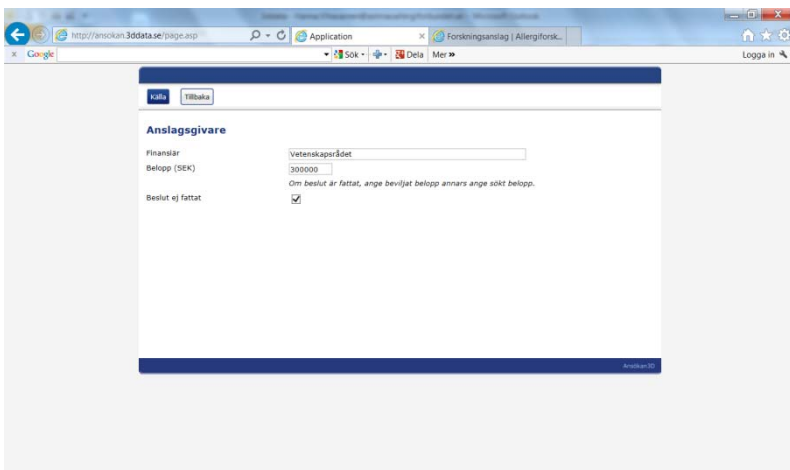 http://ansokan.3ddata.se/page.asp
Application
Forskningsanslag | Allergiforsk...
x Google
Sök
Dela
Mer »
Logga in
Källa
Tillbaka
Anslagsgivare
Finansiär
Vetenskapsrådet
Belopp (SEK)
300000
Om beslut är fattat, ange beviljat belopp annars ange sökt belopp.
Beslut ej fattat
Ansökan3D